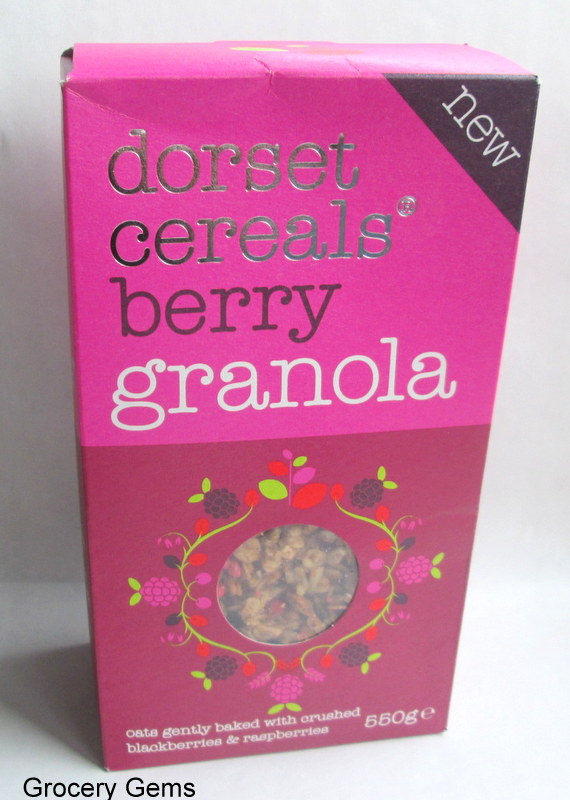 new
dorset
cereals®
berry
granola
oats gently baked with crushed
blackberries & raspberries
550g e
Grocery Gems